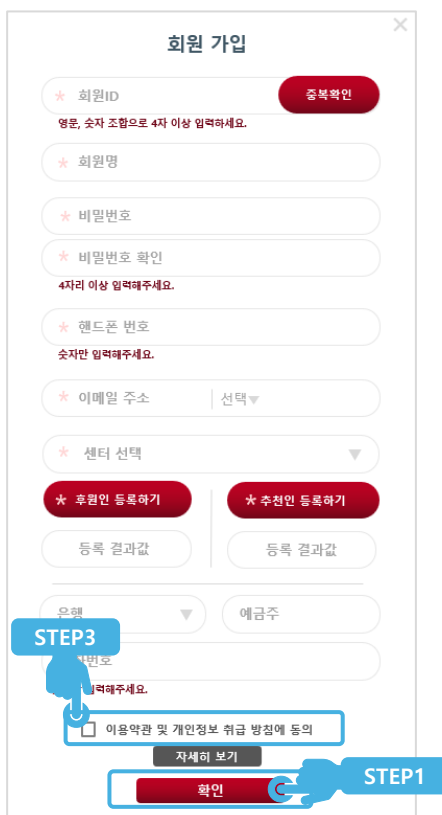 회원 가입
* 회원ID
중복확인
영문, 숫자 조합으로 4자 이상 입력하세요.
* 회원명
* 비밀번호
* 비밀번호 확인
4자리 이상 입력해주세요.
* 핸드폰 번호
숫자만 입력해주세요.
* 이메일 주소 선택▼
* 센터 선택 ▼
* 후원인 등록하기 * 추천인 등록하기
등록 결과값 등록 결과값
은행 ▼ 예금주
STEP3
번호
력해주세요.
이용약관 및 개인정보 취급 방침에 동의
자세히 보기
확인
STEP1